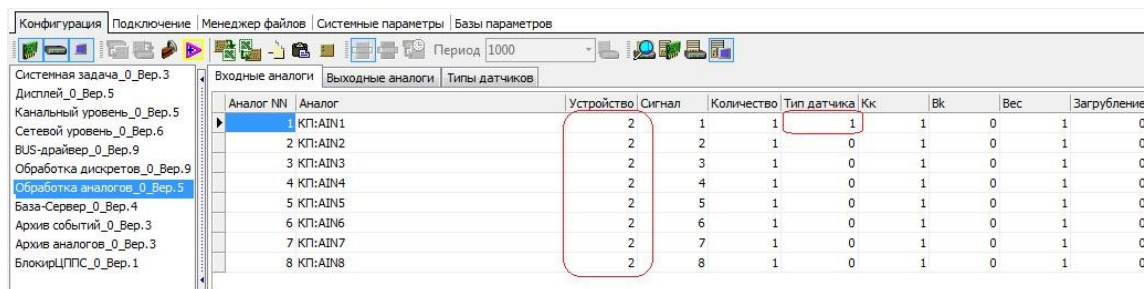 Конфигурация Подключение Менеджер файлов Системные параметры Базы параметров
Период 1000
Системная задача_0_Вер.3
Дисплей_0_Вер.5
Канальный уровень_0_Вер.5
Сетевой уровень_0_Вер.6
BUS-драйвер_0_Вер.9
Обработка дискретов_0_Вер.9
Обработка аналогов_0_Вер.5
База-Сервер_0_Вер.4
Архив событий_0_Вер.3
Архив аналогов_0_Вер.3
БлокирЦППС_0_Вер.1
Входные аналоги Выходные аналоги Типы датчиков
Аналог NN Аналог Устройство Сигнал Количество Тип датчика Кк Bk Вес Загрубление
1 КП:AIN1 2 1 1 1 1 0 1 0
2 КП:AIN2 2 2 1 0 1 0 1 0
3 КП:AIN3 2 3 1 0 1 0 1 0
4 КП:AIN4 2 4 1 0 1 0 1 0
5 КП:AIN5 2 5 1 0 1 0 1 0
6 КП:AIN6 2 6 1 0 1 0 1 0
7 КП:AIN7 2 7 1 0 1 0 1 0
8 КП:AIN8 2 8 1 0 1 0 1 0